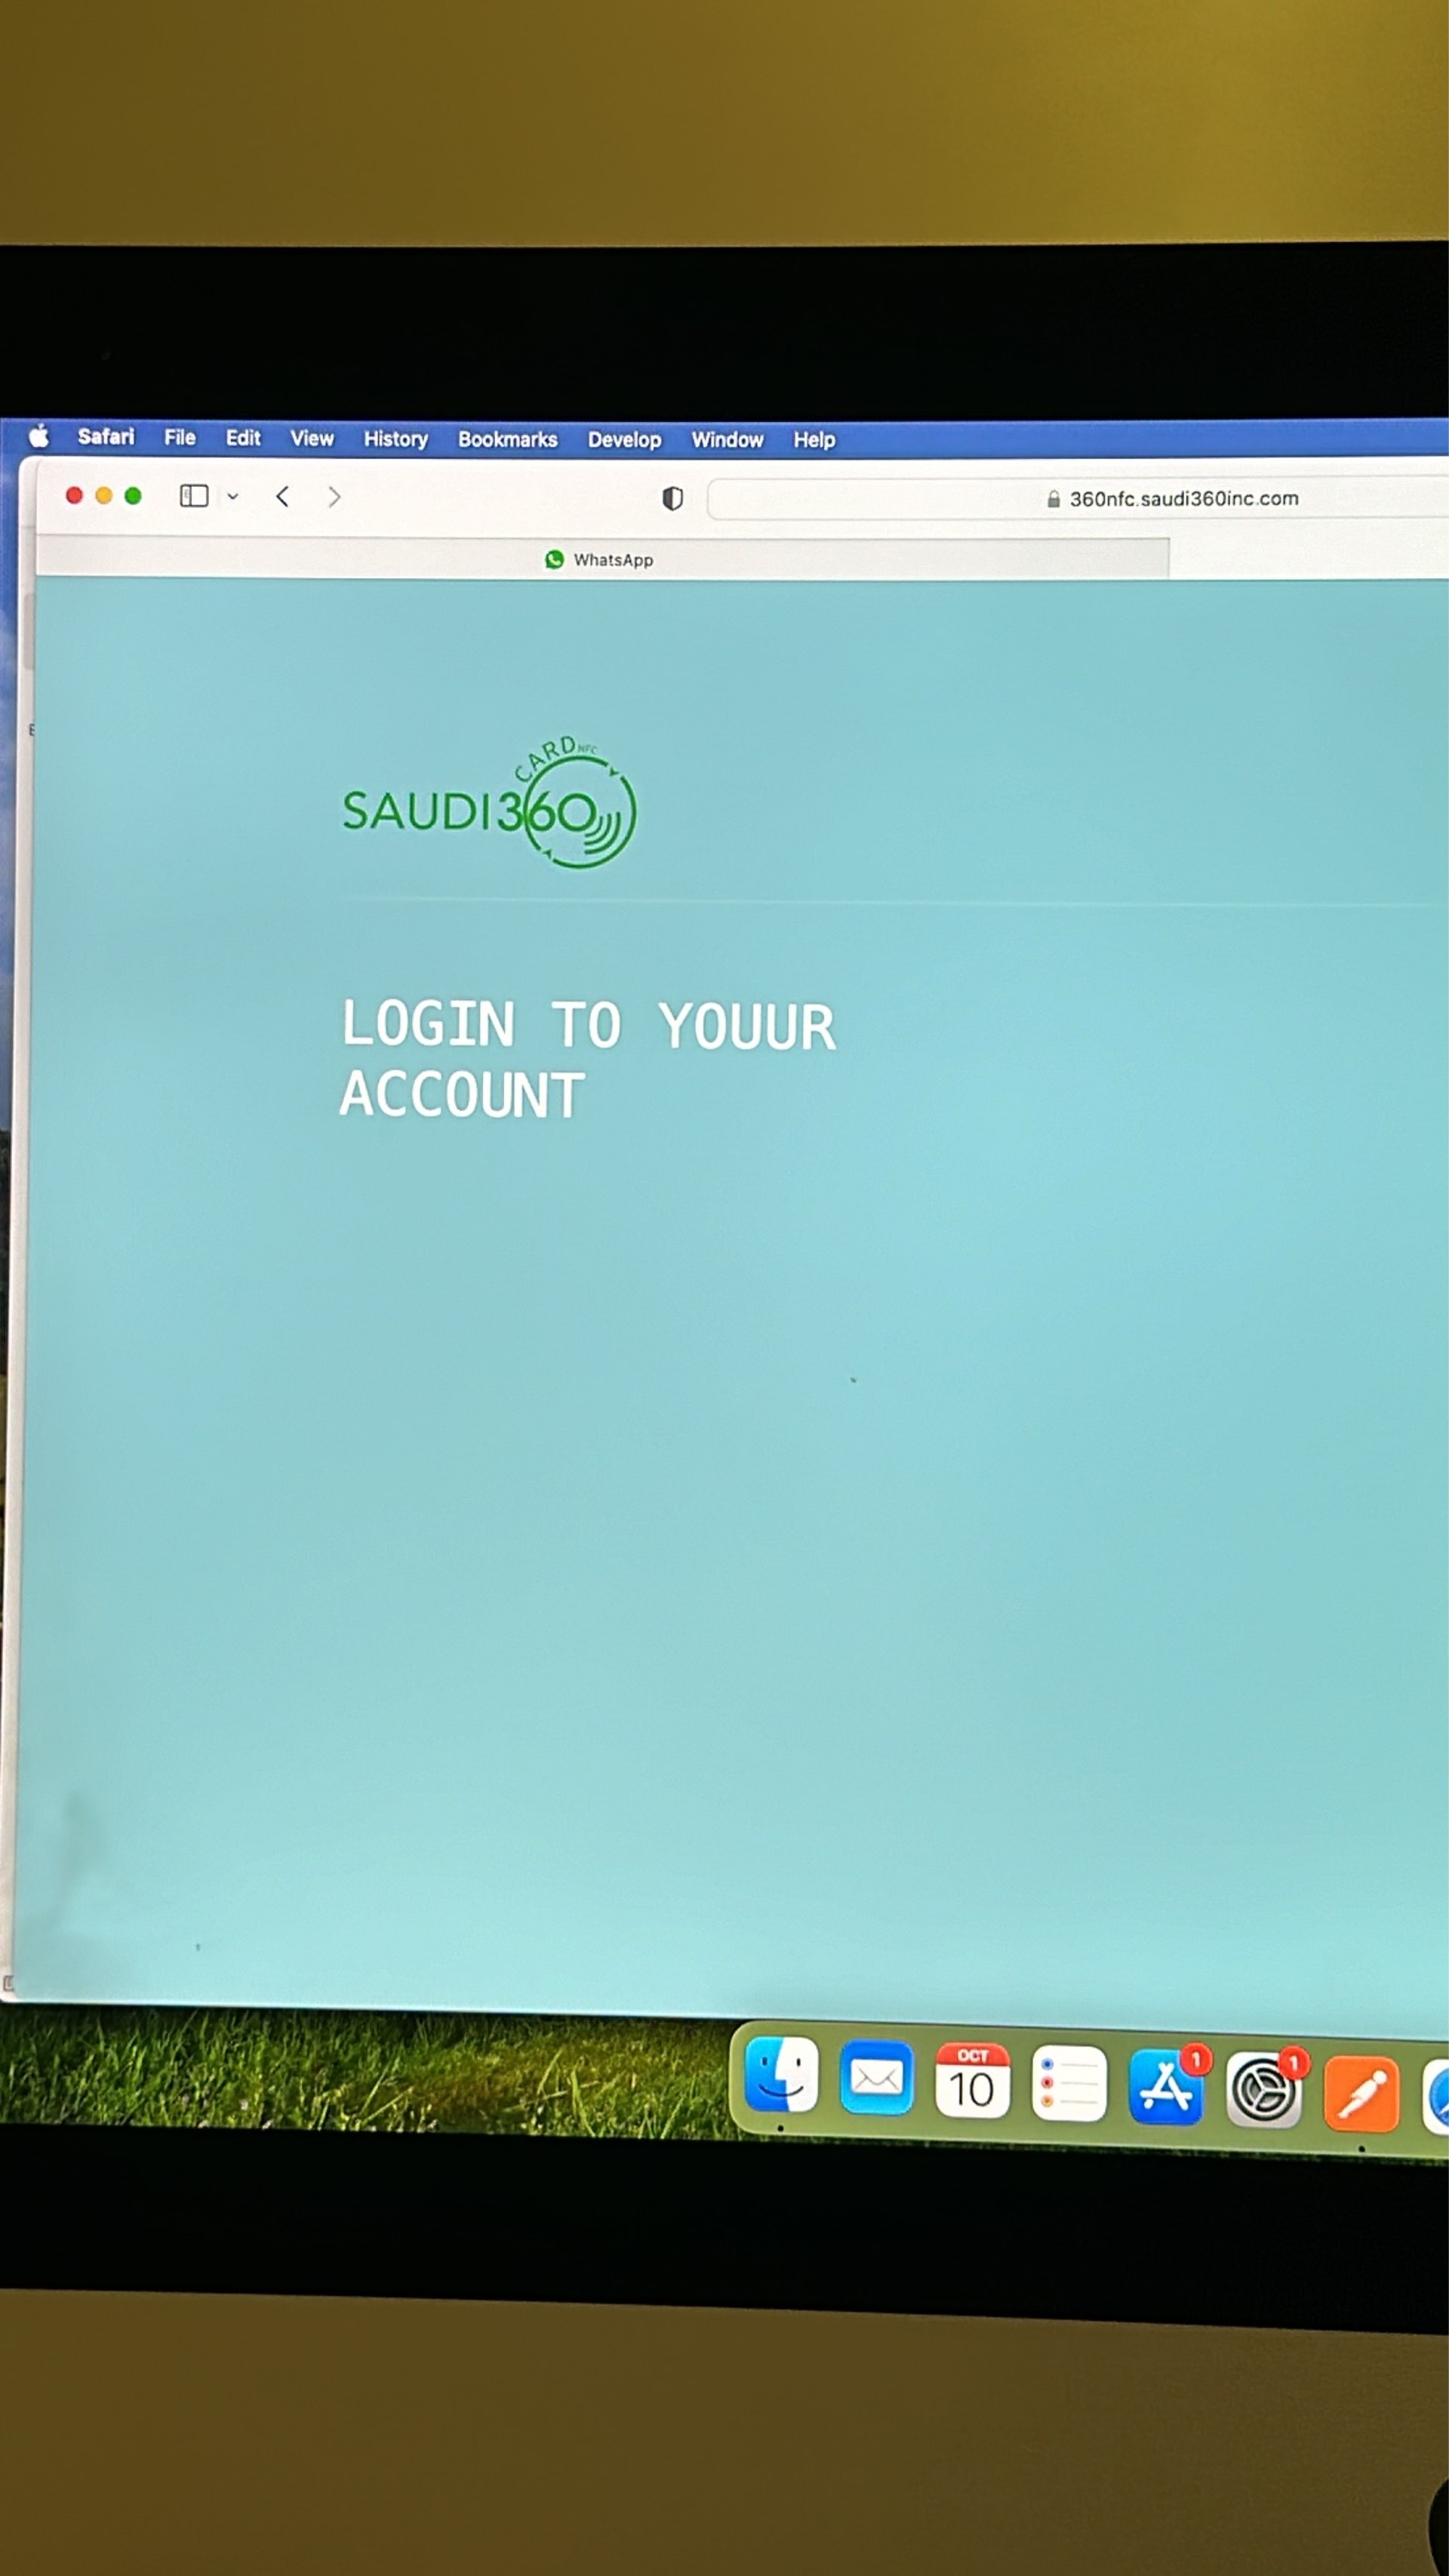 Safari File Edit View History Bookmarks Develop Window Help
360nfc.saudi360inc.com
WhatsApp
CARD NFC
SAUDI360
LOGIN TO YOUUR
ACCOUNT
OCT
10
1
1